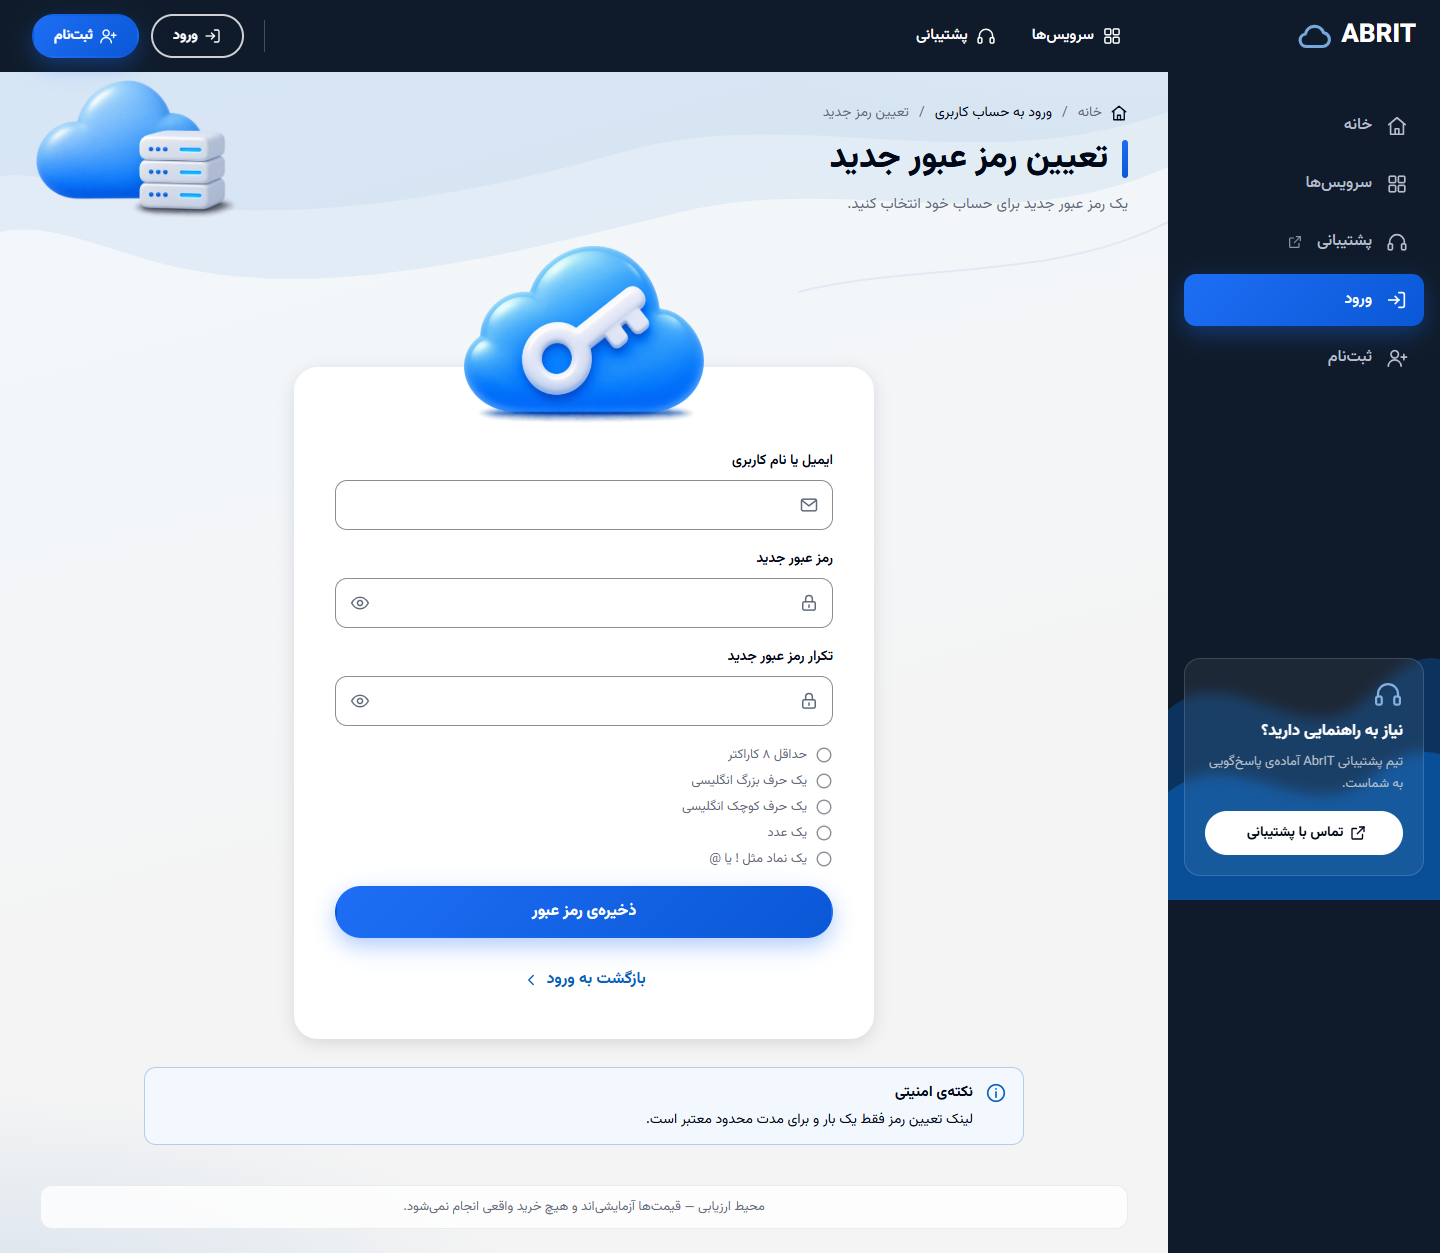 ABRIT
سرویس‌ها
پشتیبانی
ورود
ثبت‌نام
خانه
سرویس‌ها
پشتیبانی
ورود
ثبت‌نام
نیاز به راهنمایی دارید؟
تیم پشتیبانی AbrIT آماده‌ی پاسخ‌گویی
به شماست.
تماس با پشتیبانی
خانه / ورود به حساب کاربری / تعیین رمز جدید
تعیین رمز عبور جدید
یک رمز عبور جدید برای حساب خود انتخاب کنید.
ایمیل یا نام کاربری
رمز عبور جدید
تکرار رمز عبور جدید
حداقل ۸ کاراکتر
یک حرف بزرگ انگلیسی
یک حرف کوچک انگلیسی
یک عدد
یک نماد مثل ! یا @
ذخیره‌ی رمز عبور
بازگشت به ورود
نکته‌ی امنیتی
لینک تعیین رمز فقط یک بار و برای مدت محدود معتبر است.
محیط ارزیابی — قیمت‌ها آزمایشی‌اند و هیچ خرید واقعی انجام نمی‌شود.